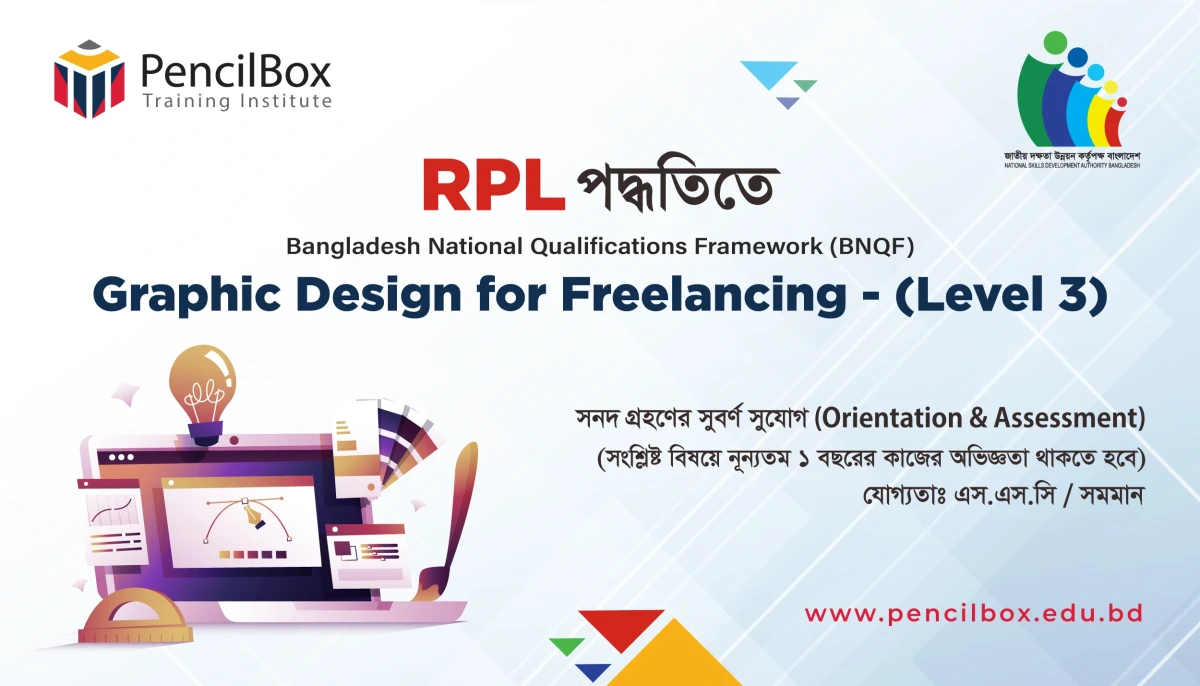 PencilBox
Training Institute
জাতীয় দক্ষতা উন্নয়ন কর্তৃপক্ষ বাংলাদেশ
NATIONAL SKILLS DEVELOPMENT AUTHORITY BANGLADESH
RPL পদ্ধতিতে
Bangladesh National Qualifications Framework (BNQF)
Graphic Design for Freelancing - (Level 3)
সনদ গ্রহণের সুবর্ণ সুযোগ (Orientation & Assessment)
(সংশ্লিষ্ট বিষয়ে নূন্যতম ১ বছরের কাজের অভিজ্ঞতা থাকতে হবে)
যোগ্যতাঃ এস.এস.সি / সমমান
www.pencilbox.edu.bd